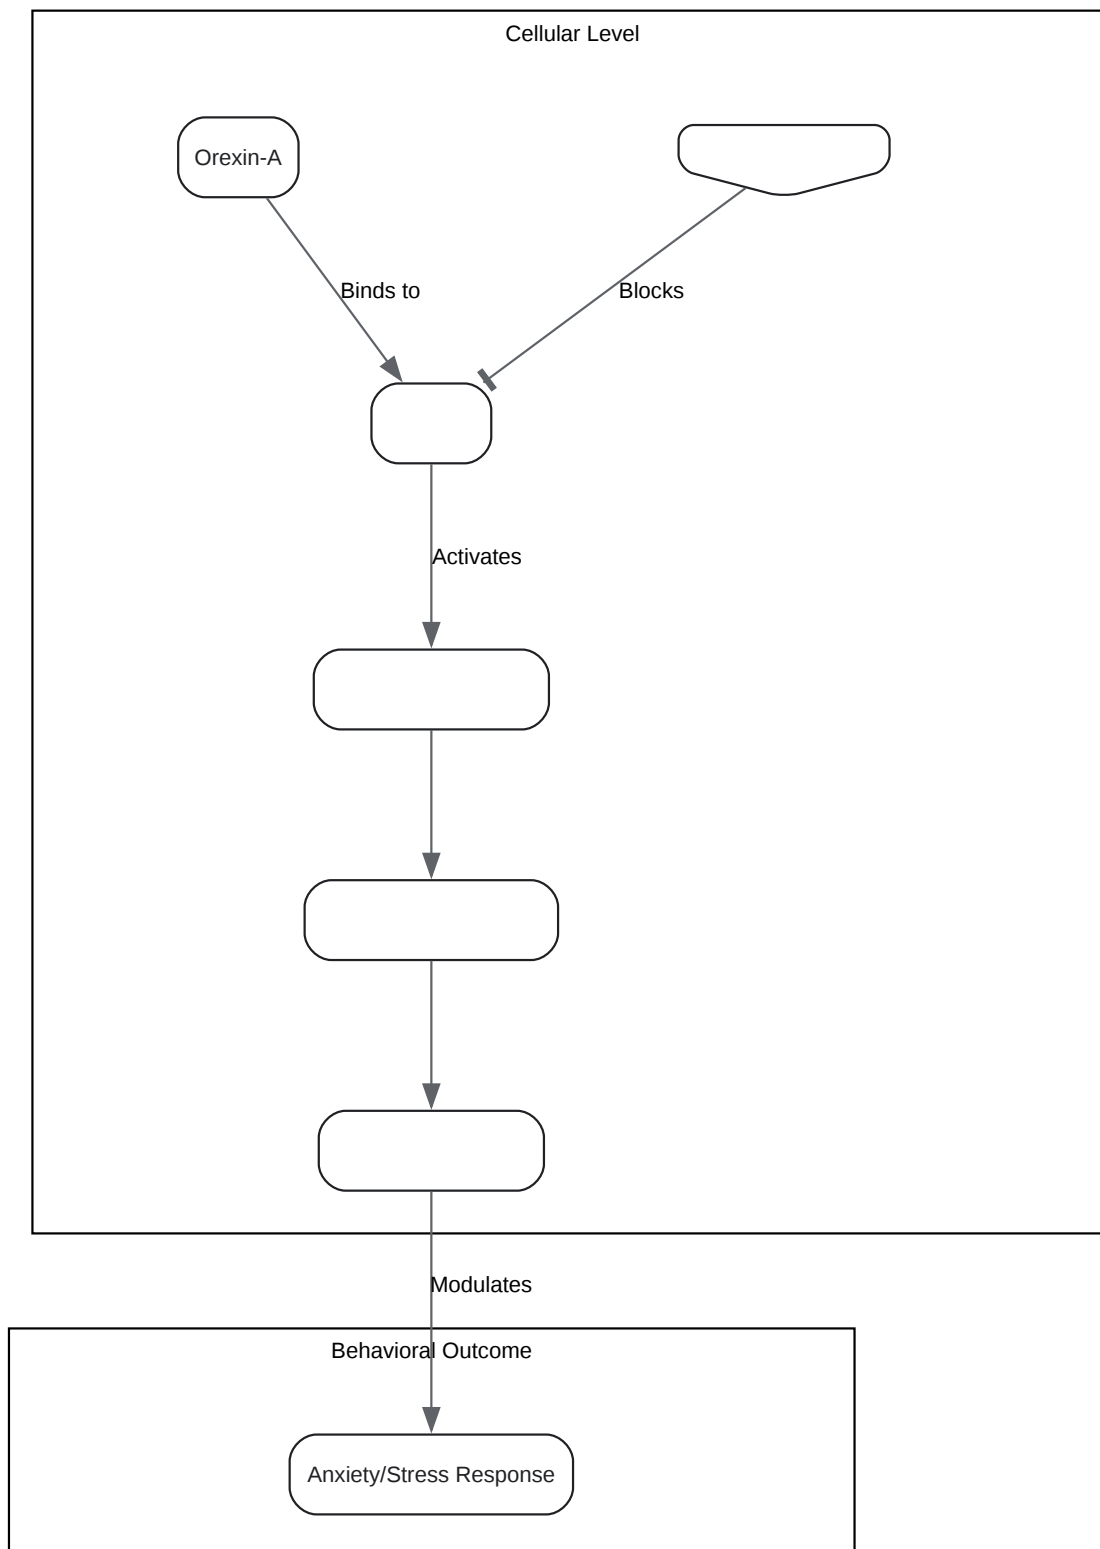 Cellular Level
Orexin-A
Binds to
Blocks
Activates
Modulates
Behavioral Outcome
Anxiety/Stress Response